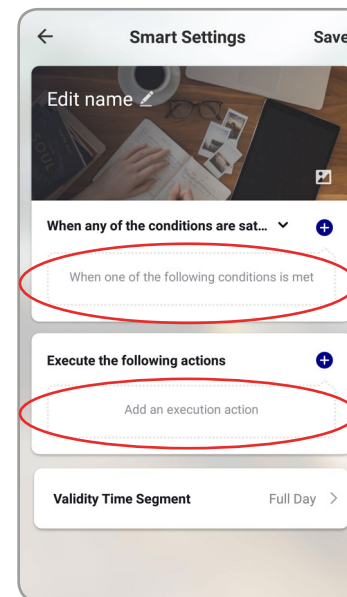 Smart Settings Save
Edit name
SOUL
When any of the conditions are sat...
When one of the following conditions is met
Execute the following actions
Add an execution action
Validity Time Segment Full Day